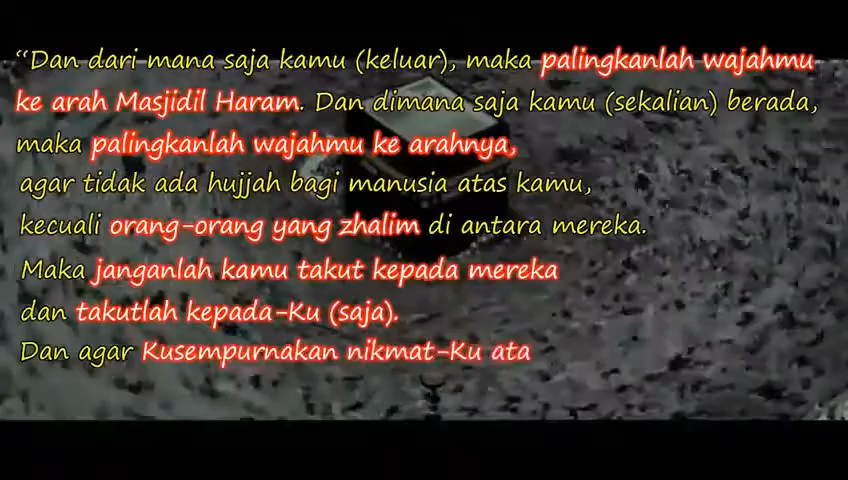 “Dan dari mana saja kamu (keluar), maka palingkanlah wajahmu
ke arah Masjidil Haram. Dan dimana saja kamu (sekalian) berada,
maka palingkanlah wajahmu ke arahnya,
agar tidak ada hujjah bagi manusia atas kamu,
kecuali orang-orang yang zhalim di antara mereka.
Maka janganlah kamu takut kepada mereka
dan takutlah kepada-Ku (saja).
Dan agar Kusempurnakan nikmat-Ku ata